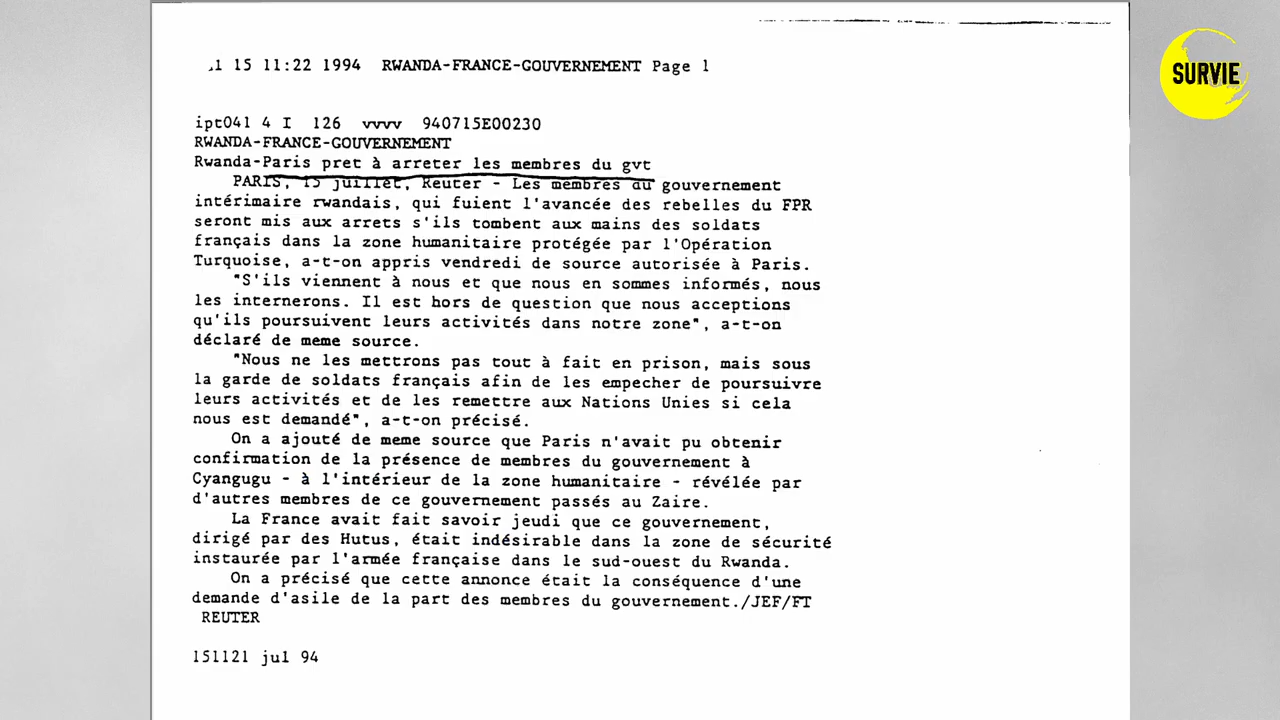 .1 15 11:22 1994 RWANDA-FRANCE-GOUVERNEMENT Page 1
SURVIE
ipt041 4 I 126 vvvv 940715E00230
RWANDA-FRANCE-GOUVERNEMENT
Rwanda-Paris pret à arreter les membres du gvt
PARIS, 15 juillet, Reuter - Les membres du gouvernement
intérimaire rwandais, qui fuient l'avancée des rebelles du FPR
seront mis aux arrets s'ils tombent aux mains des soldats
français dans la zone humanitaire protégée par l'Opération
Turquoise, a-t-on appris vendredi de source autorisée à Paris.
"S'ils viennent à nous et que nous en sommes informés, nous
les internerons. Il est hors de question que nous acceptions
qu'ils poursuivent leurs activités dans notre zone", a-t-on
déclaré de meme source.
"Nous ne les mettrons pas tout à fait en prison, mais sous
la garde de soldats français afin de les empecher de poursuivre
leurs activités et de les remettre aux Nations Unies si cela
nous est demandé", a-t-on précisé.
On a ajouté de meme source que Paris n'avait pu obtenir
confirmation de la présence de membres du gouvernement à
Cyangugu - à l'intérieur de la zone humanitaire - révélée par
d'autres membres de ce gouvernement passés au Zaire.
La France avait fait savoir jeudi que ce gouvernement,
dirigé par des Hutus, était indésirable dans la zone de sécurité
instaurée par l'armée française dans le sud-ouest du Rwanda.
On a précisé que cette annonce était la conséquence d'une
demande d'asile de la part des membres du gouvernement./JEF/FT
REUTER
151121 jul 94